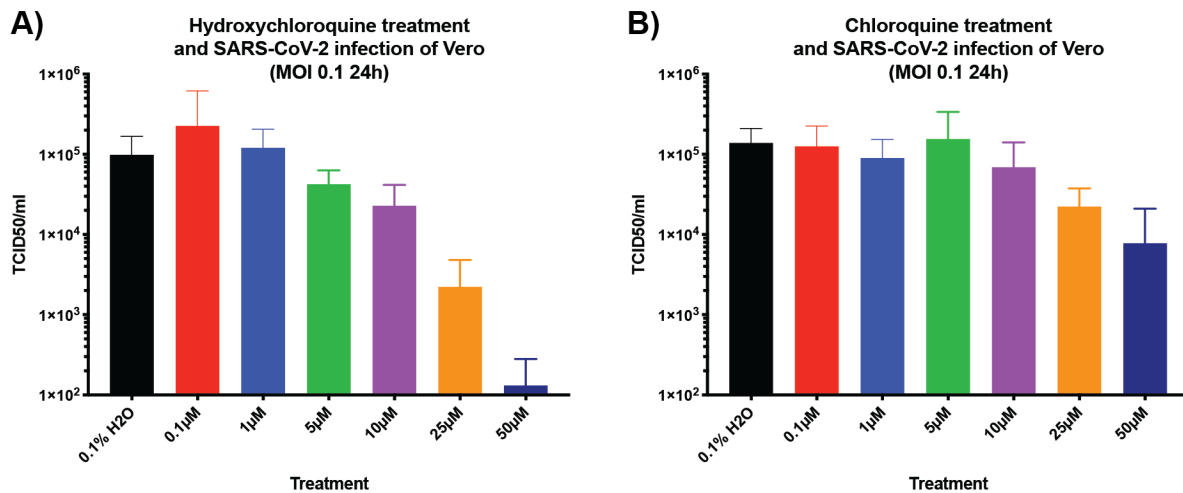 A)
Hydroxychloroquine treatment
and SARS-CoV-2 infection of Vero
(MOI 0.1 24h)
1×10⁶
1×10⁵
1×10⁴
1×10³
1×10²
TCID50/ml
0.1% H2O
0.1µM
1µM
5µM
10µM
25µM
50µM
Treatment
B)
Chloroquine treatment
and SARS-CoV-2 infection of Vero
(MOI 0.1 24h)
1×10⁶
1×10⁵
1×10⁴
1×10³
1×10²
TCID50/ml
0.1% H2O
0.1µM
1µM
5µM
10µM
25µM
50µM
Treatment